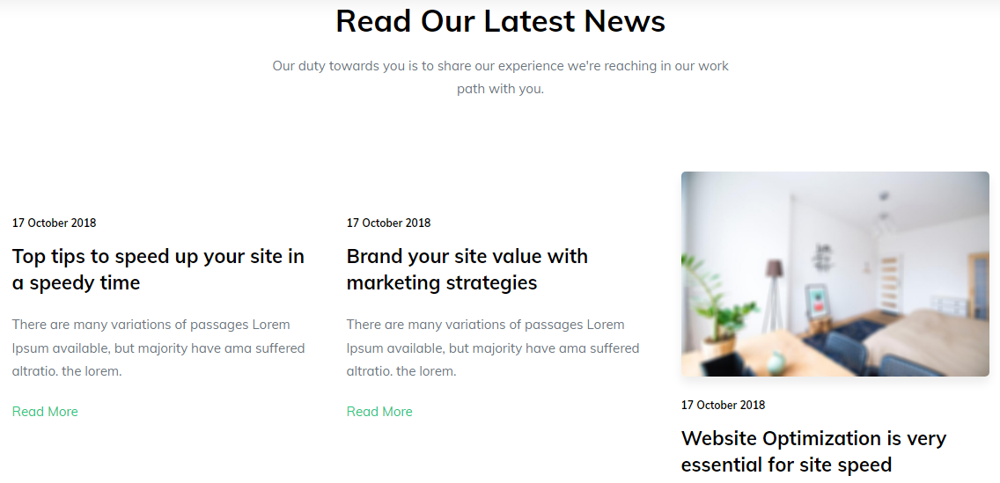 Read Our Latest News
Our duty towards you is to share our experience we're reaching in our work
path with you.
17 October 2018
Top tips to speed up your site in
a speedy time
There are many variations of passages Lorem
Ipsum available, but majority have ama suffered
altratio. the lorem.
Read More
17 October 2018
Brand your site value with
marketing strategies
There are many variations of passages Lorem
Ipsum available, but majority have ama suffered
altratio. the lorem.
Read More
17 October 2018
Website Optimization is very
essential for site speed